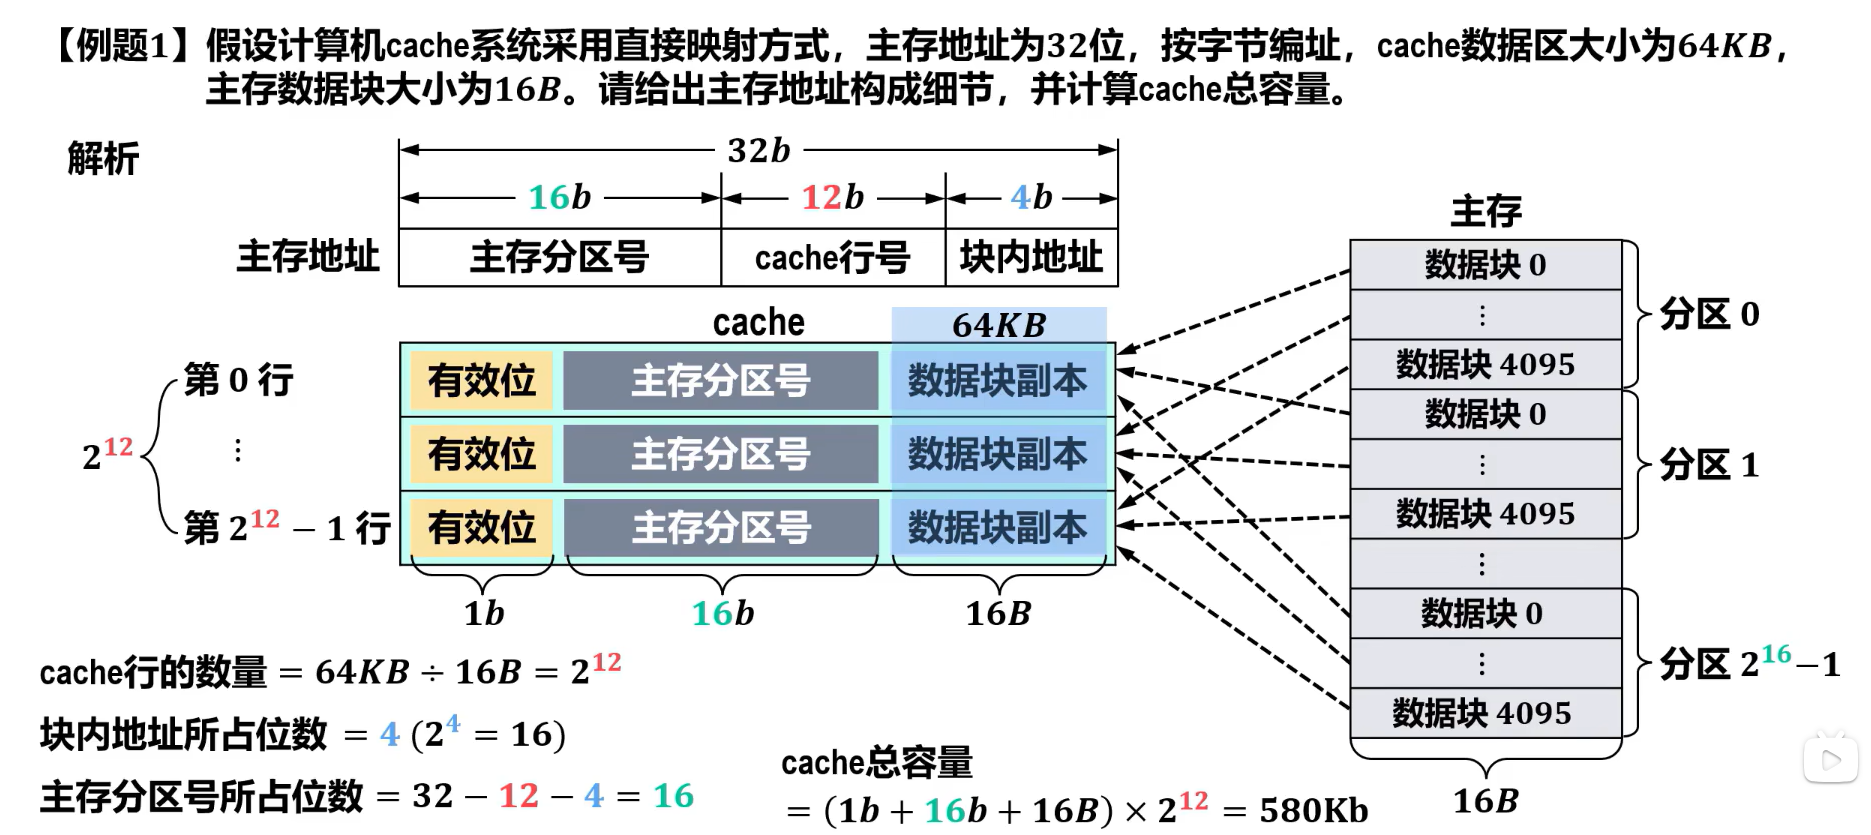 【例题1】假设计算机cache系统采用直接映射方式，主存地址为32位，按字节编址，cache数据区大小为64KB，
主存数据块大小为16B。请给出主存地址构成细节，并计算cache总容量。
解析
32b
16b 12b 4b
主存地址 主存分区号 cache行号 块内地址
cache 64KB
第 0 行 有效位 主存分区号 数据块副本
2^12 ⋮ 有效位 主存分区号 数据块副本
第 2^12 − 1 行 有效位 主存分区号 数据块副本
1b 16b 16B
主存
数据块 0
⋮ 分区 0
数据块 4095
数据块 0
⋮ 分区 1
数据块 4095
⋮
数据块 0
⋮ 分区 2^16−1
数据块 4095
16B
cache行的数量 = 64KB ÷ 16B = 2^12
块内地址所占位数 = 4 (2^4 = 16)
主存分区号所占位数 = 32 − 12 − 4 = 16
cache总容量
= (1b + 16b + 16B) × 2^12 = 580Kb